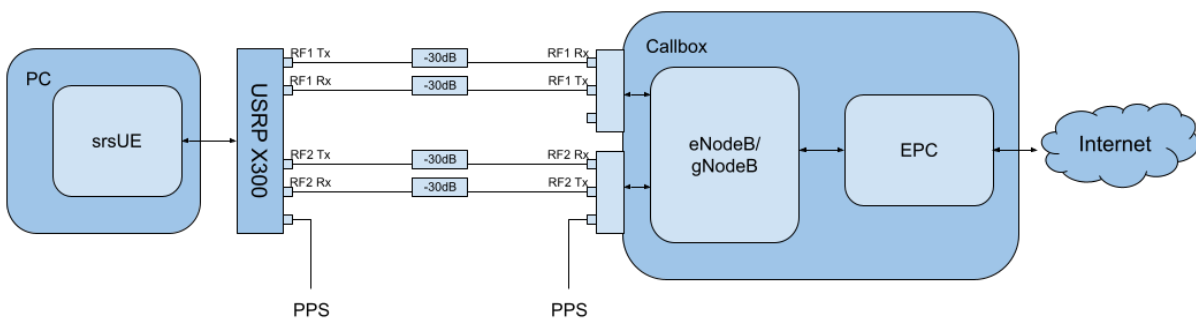 PC
srsUE
USRP X300
RF1 Tx
-30dB
RF1 Rx
RF1 Rx
-30dB
RF1 Tx
RF2 Tx
-30dB
RF2 Rx
RF2 Rx
-30dB
RF2 Tx
PPS
PPS
Callbox
eNodeB/
gNodeB
EPC
Internet